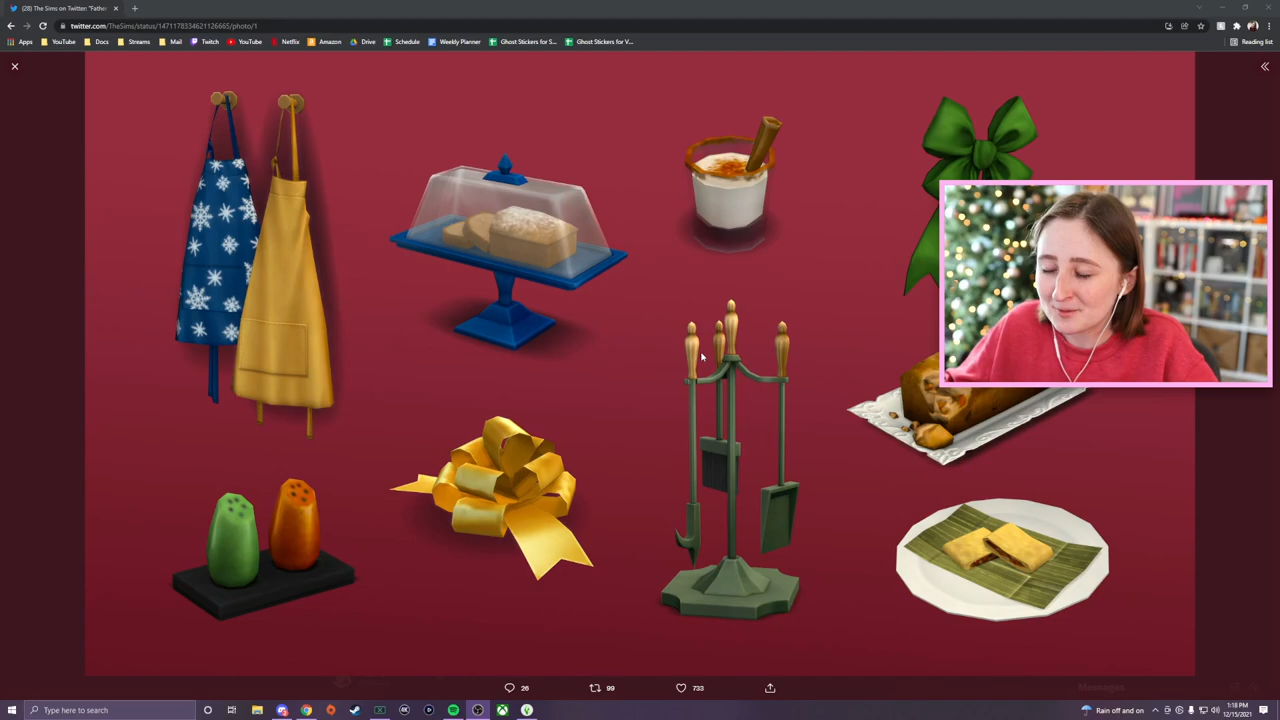 (28) The Sims on Twitter: "Father
twitter.com/TheSims/status/1471178334621126665/photo/1
Apps YouTube Docs Streams Mail Twitch YouTube Netflix Amazon Drive Schedule Weekly Planner Ghost Stickers for S... Ghost Stickers for V... Reading list
26 99 733
Messages
Type here to search
Rain off and on
1:18 PM
12/15/2021